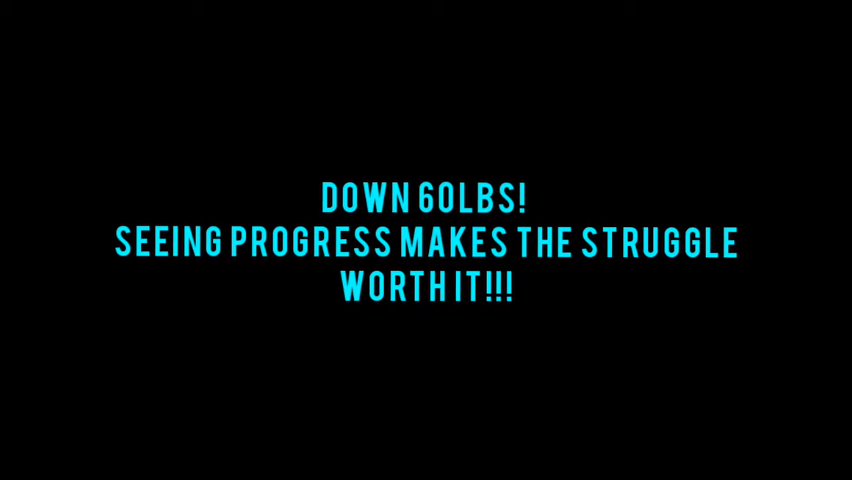 DOWN 60LBS!
SEEING PROGRESS MAKES THE STRUGGLE
WORTH IT!!!